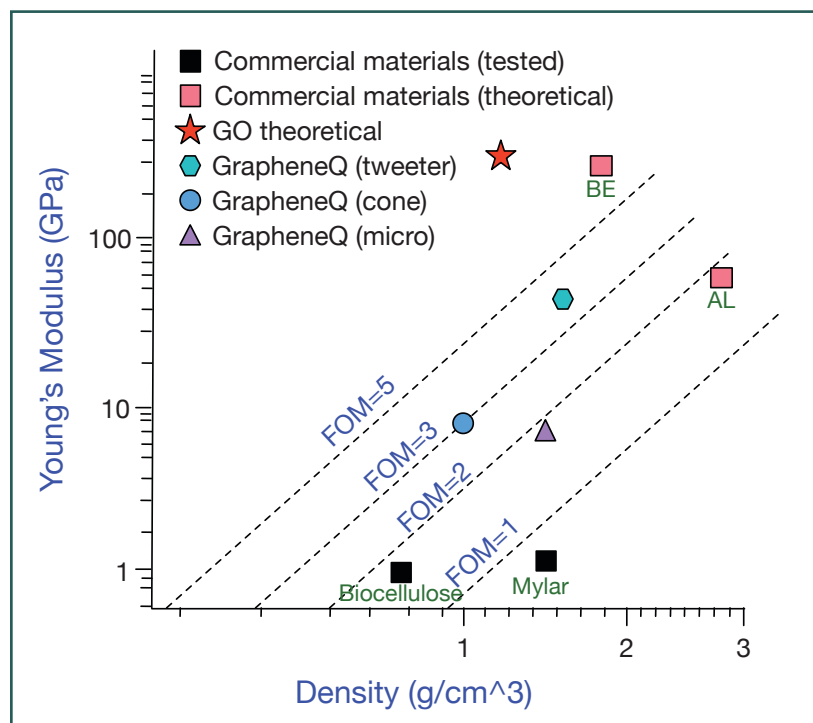 Commercial materials (tested)
Commercial materials (theoretical)
GO theoretical
GrapheneQ (tweeter)
GrapheneQ (cone)
GrapheneQ (micro)
BE
AL
FOM=5
FOM=3
FOM=2
FOM=1
Biocellulose
Mylar
100
10
1
Young's Modulus (GPa)
1
2
3
Density (g/cm^3)